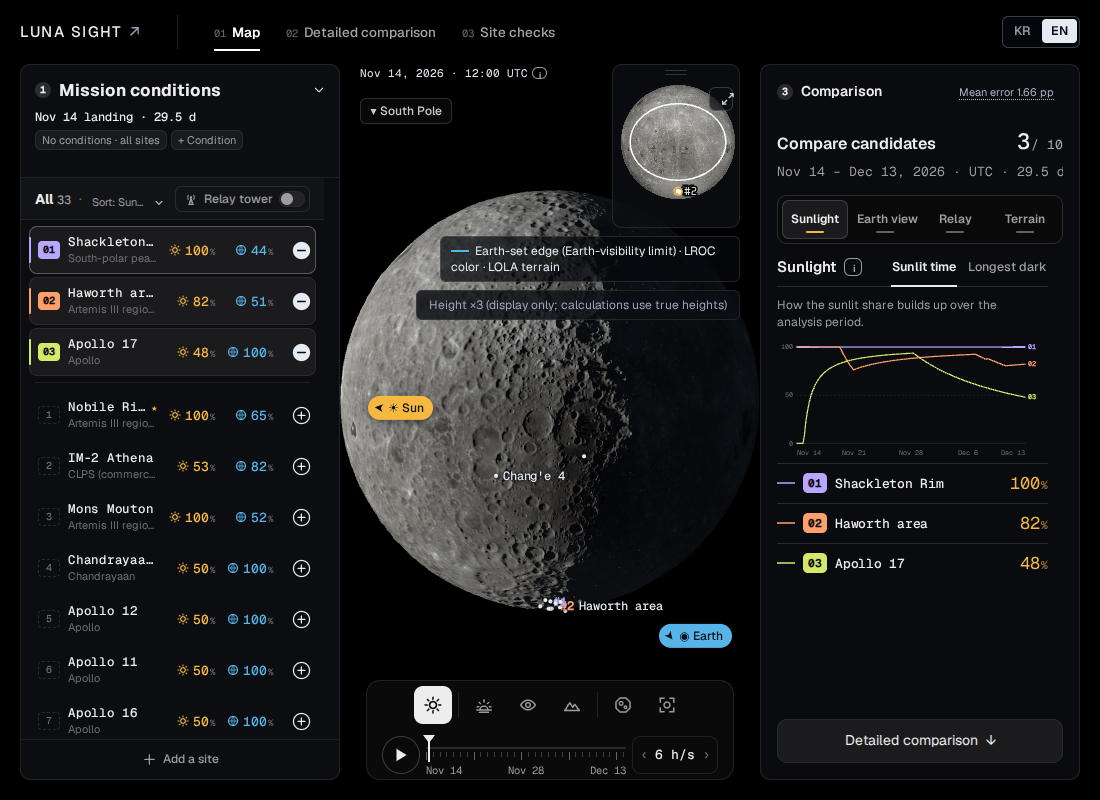 LUNA SIGHT ↗
01 Map
02 Detailed comparison
03 Site checks
KR EN
1 Mission conditions
Nov 14 landing · 29.5 d
No conditions · all sites
+ Condition
All 33 · Sort: Sun…
Relay tower
01 Shackleton… 100% 44%
South-polar pea…
02 Haworth ar… 82% 51%
Artemis III regio…
03 Apollo 17 48% 100%
Apollo
1 Nobile Ri… ★ 100% 65%
Artemis III regio…
2 IM-2 Athena 53% 82%
CLPS (commerc…
3 Mons Mouton 100% 52%
Artemis III regio…
4 Chandrayaa… 50% 100%
Chandrayaan
5 Apollo 12 50% 100%
Apollo
6 Apollo 11 50% 100%
Apollo
7 Apollo 16 50% 100%
Apollo
+ Add a site
Nov 14, 2026 · 12:00 UTC i
▾ South Pole
#2
Earth-set edge (Earth-visibility limit) · LROC
color · LOLA terrain
Height ×3 (display only; calculations use true heights)
☀ Sun
Chang'e 4
Haworth area
◉ Earth
‹ 6 h/s ›
Nov 14 Nov 28 Dec 13
3 Comparison
Mean error 1.66 pp
Compare candidates 3 / 10
Nov 14 – Dec 13, 2026 · UTC · 29.5 d
Sunlight Earth view Relay Terrain
Sunlight i
Sunlit time Longest dark
How the sunlit share builds up over the
analysis period.
100
50
0
01
02
03
Nov 14 Nov 21 Nov 28 Dec 6 Dec 13
01 Shackleton Rim 100%
02 Haworth area 82%
03 Apollo 17 48%
Detailed comparison ↓